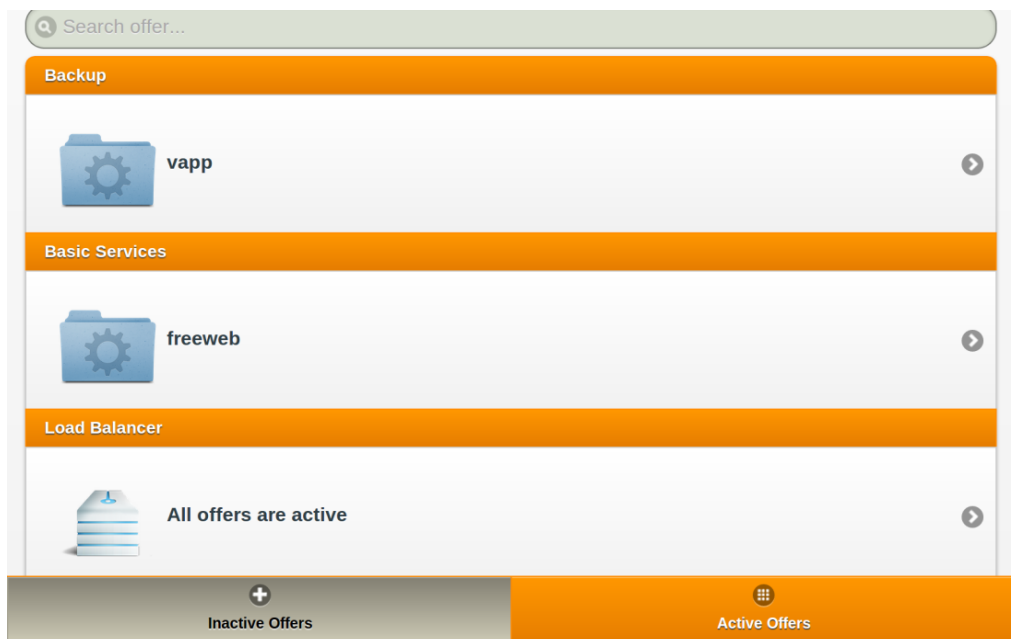 Search offer...
Backup
vapp
Basic Services
freeweb
Load Balancer
All offers are active
Inactive Offers
Active Offers